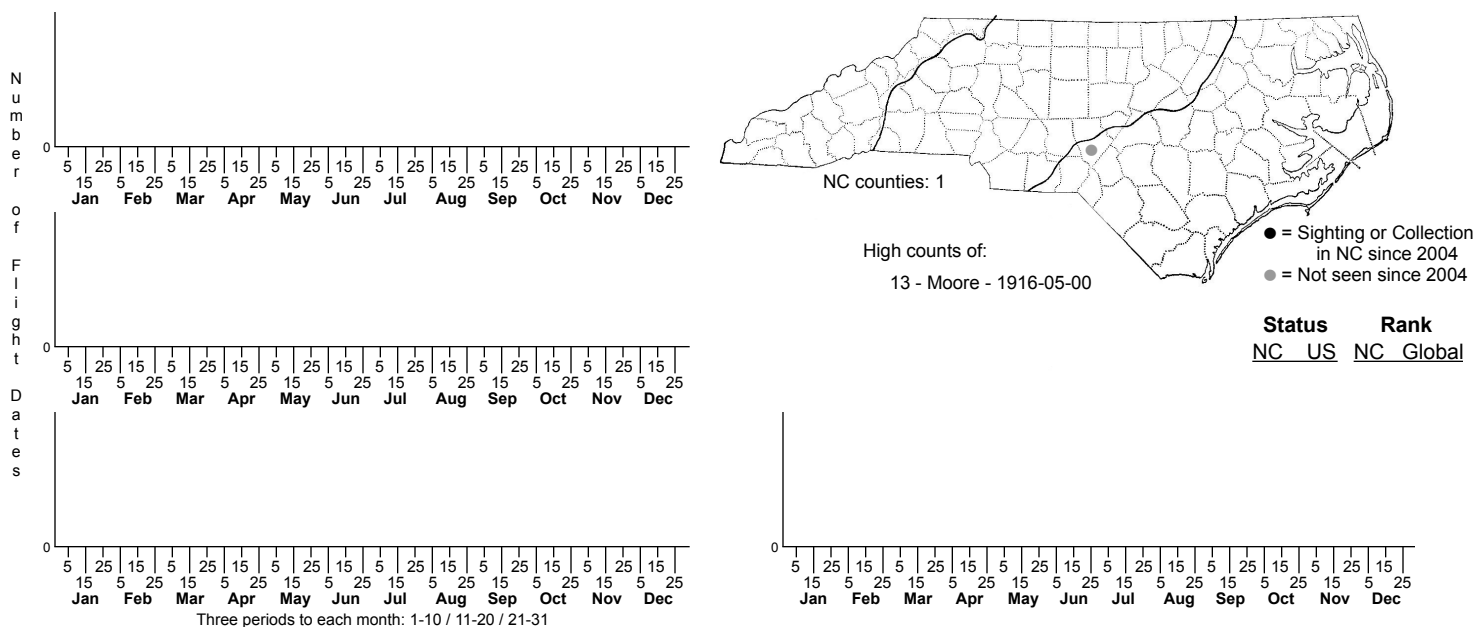 Number of Flight Dates
0
5 25 15 5 25 15 5 25 15 5 25 15 5 25 15 5 25 15
15 5 25 15 5 25 15 5 25 15 5 25 15 5 25 15 5 25
Jan Feb Mar Apr May Jun Jul Aug Sep Oct Nov Dec
0
5 25 15 5 25 15 5 25 15 5 25 15 5 25 15 5 25 15
15 5 25 15 5 25 15 5 25 15 5 25 15 5 25 15 5 25
Jan Feb Mar Apr May Jun Jul Aug Sep Oct Nov Dec
0
5 25 15 5 25 15 5 25 15 5 25 15 5 25 15 5 25 15
15 5 25 15 5 25 15 5 25 15 5 25 15 5 25 15 5 25
Jan Feb Mar Apr May Jun Jul Aug Sep Oct Nov Dec
Three periods to each month: 1-10 / 11-20 / 21-31
NC counties: 1
High counts of:
13 - Moore - 1916-05-00
= Sighting or Collection
in NC since 2004
= Not seen since 2004
Status Rank
NC US NC Global
0
5 25 15 5 25 15 5 25 15 5 25 15 5 25 15 5 25 15
15 5 25 15 5 25 15 5 25 15 5 25 15 5 25 15 5 25
Jan Feb Mar Apr May Jun Jul Aug Sep Oct Nov Dec